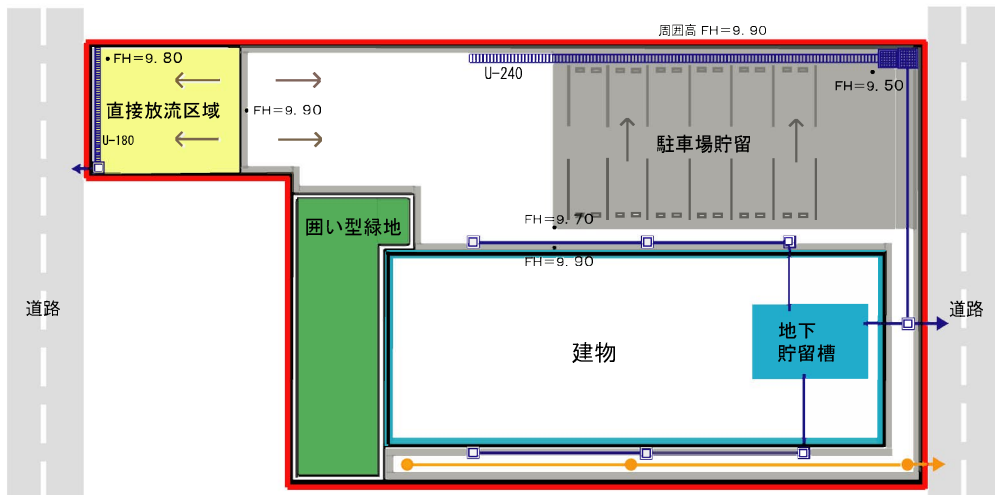 周囲高 FH=9.90
・FH=9.80
U-240
・
FH=9.50
直接放流区域
・FH=9.90
U-180
駐車場貯留
FH=9.70
・
囲い型緑地
・
FH=9.90
道路
道路
地下
貯留槽
建物